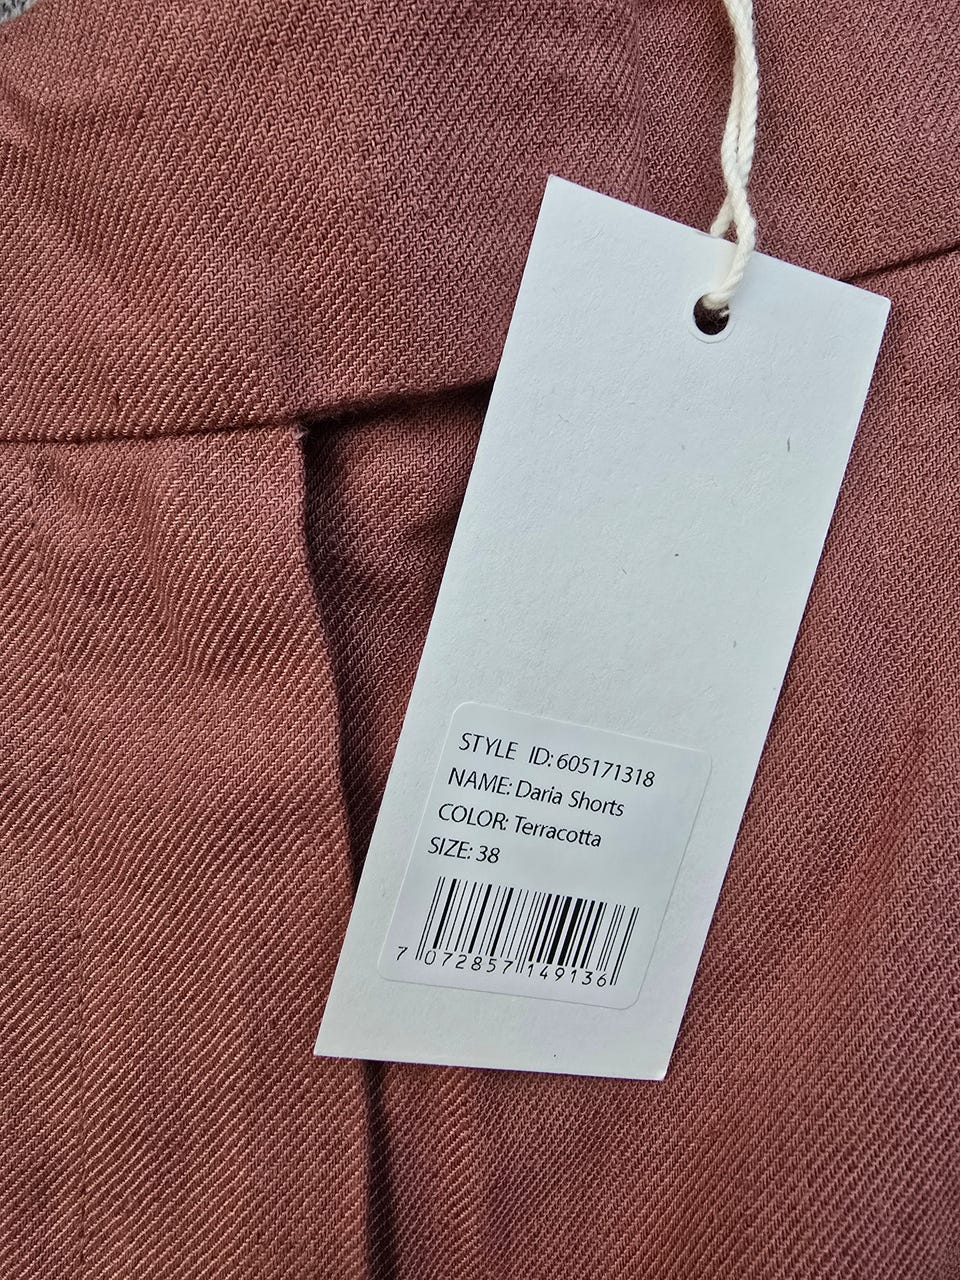 STYLE ID: 605171318
NAME: Daria Shorts
COLOR: Terracotta
SIZE: 38
7 072857 149136